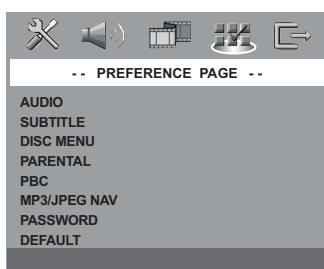 -- PREFERENCE PAGE --
AUDIO
SUBTITLE
DISC MENU
PARENTAL
PBC
MP3/JPEG NAV
PASSWORD
DEFAULT